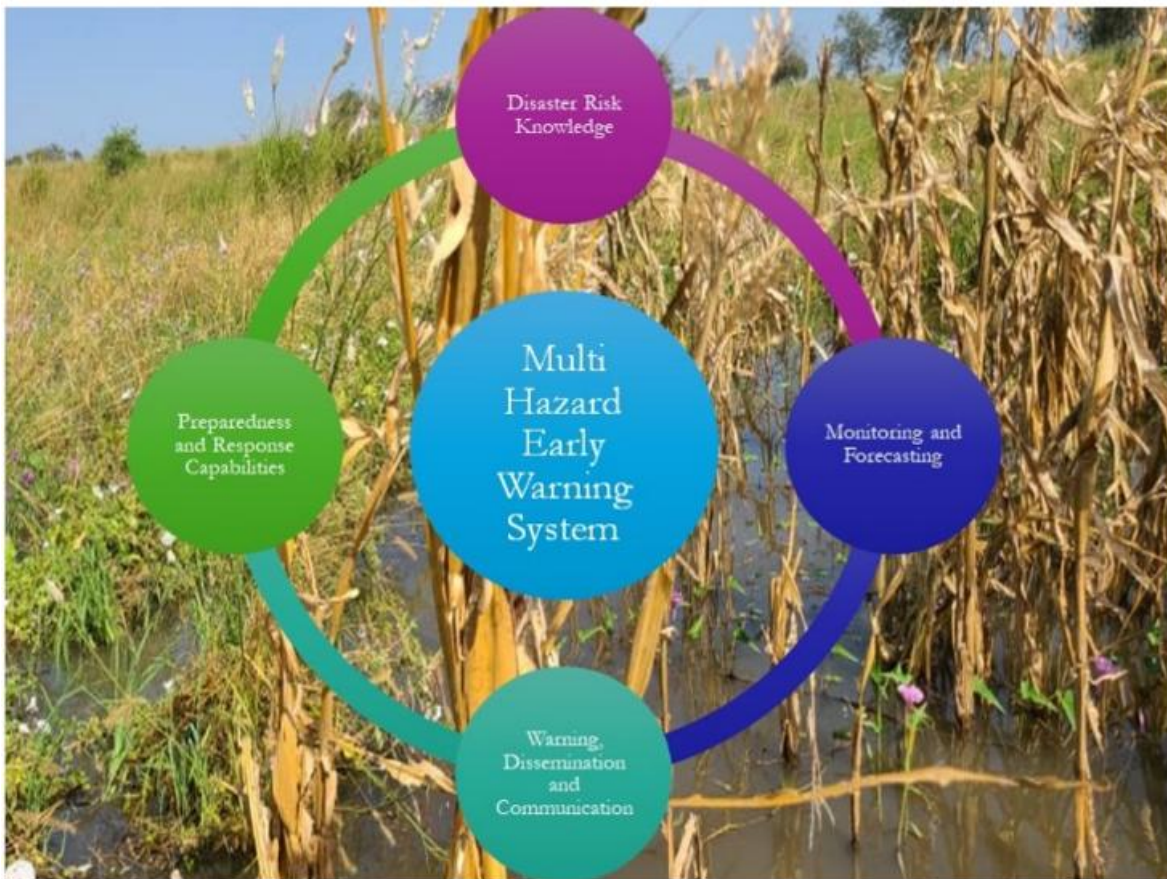 Disaster Risk
Knowledge
Multi
Hazard
Early
Warning
System
Preparedness
and Response
Capabilities
Monitoring and
Forecasting
Warning,
Dissemination
and
Communication